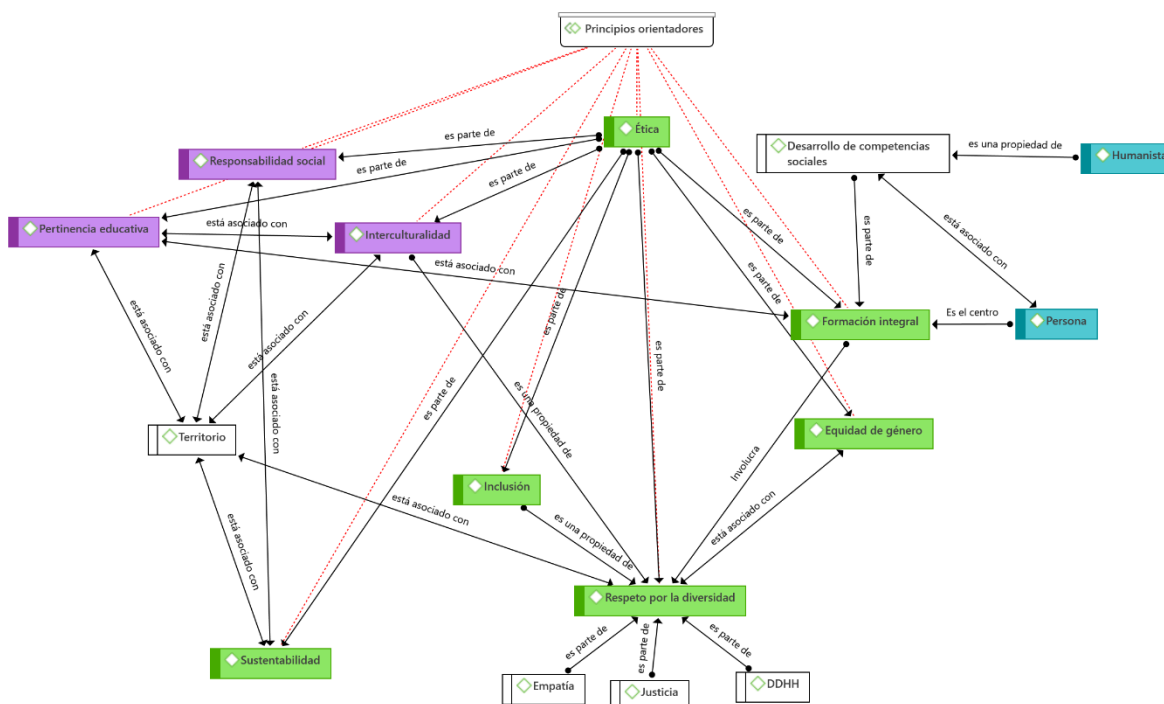 Principios orientadores
Ética
es parte de
Desarrollo de competencias
sociales
es una propiedad de
Humanista
Responsabilidad social
es parte de
es parte de
Pertinencia educativa
está asociado con
Interculturalidad
es parte de
está asociado con
está asociado con
es parte de
es parte de
está asociado con
está asociado con
está asociado con
es parte de
Formación integral
Es el centro
Persona
es parte de
es parte de
está asociado con
es parte de
es una propiedad de
Territorio
Equidad de género
Involucra
está asociado con
Inclusión
es una propiedad de
está asociado con
está asociado con
Respeto por la diversidad
Sustentabilidad
es parte de
es parte de
es parte de
Empatía
Justicia
DDHH